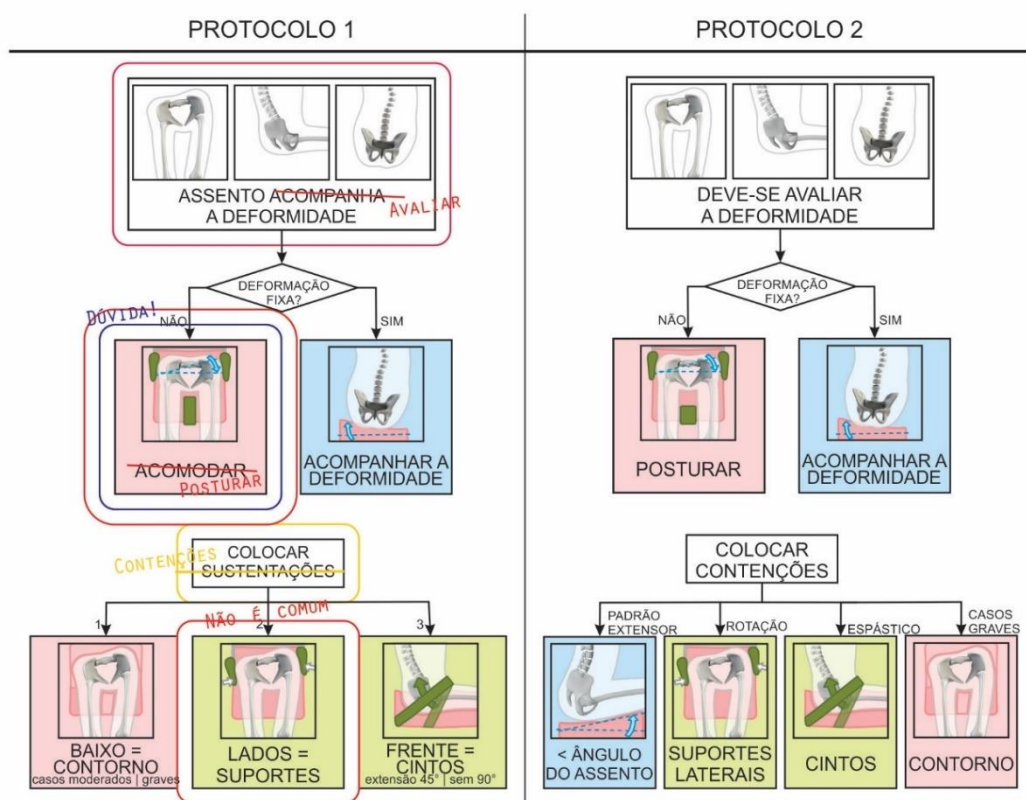 PROTOCOLO 1
ASSENTO ACOMPANHA
A DEFORMIDADE
AVALIAR
DEFORMAÇÃO
FIXA?
DÚVIDA!
NÃO
SIM
ACOMODAR
POSTURAR
ACOMPANHAR A
DEFORMIDADE
CONTENÇÕES
COLOCAR
SUSTENTAÇÕES
NÃO É COMUM
1
2
3
BAIXO =
CONTORNO
casos moderados | graves
LADOS =
SUPORTES
FRENTE =
CINTOS
extensão 45° | sem 90°
PROTOCOLO 2
DEVE-SE AVALIAR
A DEFORMIDADE
DEFORMAÇÃO
FIXA?
NÃO
SIM
POSTURAR
ACOMPANHAR A
DEFORMIDADE
COLOCAR
CONTENÇÕES
PADRÃO
EXTENSOR
ROTAÇÃO
ESPÁSTICO
CASOS
GRAVES
< ÂNGULO
DO ASSENTO
SUPORTES
LATERAIS
CINTOS
CONTORNO